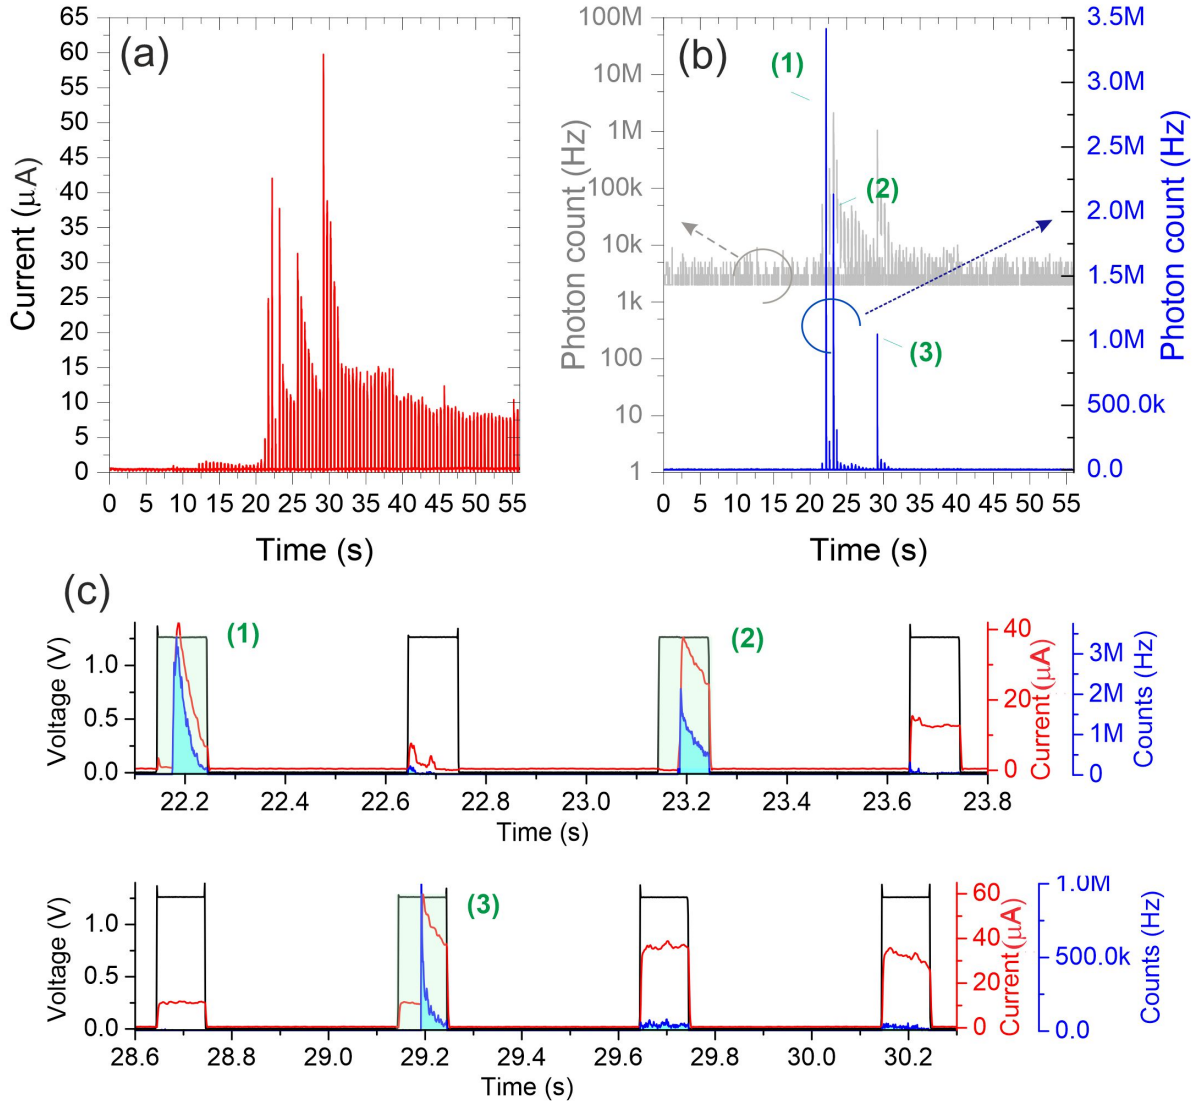 (a)
65
60
55
50
45
40
35
30
25
20
15
10
5
0
Current (μA)
0 5 10 15 20 25 30 35 40 45 50 55
Time (s)
(b)
100M
10M
1M
100k
10k
1k
100
10
1
Photon count (Hz)
(1)
(2)
(3)
3.5M
3.0M
2.5M
2.0M
1.5M
1.0M
500.0k
0.0
Photon count (Hz)
0 5 10 15 20 25 30 35 40 45 50 55
Time (s)
(c)
Voltage (V)
1.0
0.5
0.0
(1)
(2)
40
20
0
Current (μA)
3M
2M
1M
0
Counts (Hz)
22.2 22.4 22.6 22.8 23.0 23.2 23.4 23.6 23.8
Time (s)
Voltage (V)
1.0
0.5
0.0
(3)
60
40
20
0
Current (μA)
1.0M
500.0k
0.0
Counts (Hz)
28.6 28.8 29.0 29.2 29.4 29.6 29.8 30.0 30.2
Time (s)